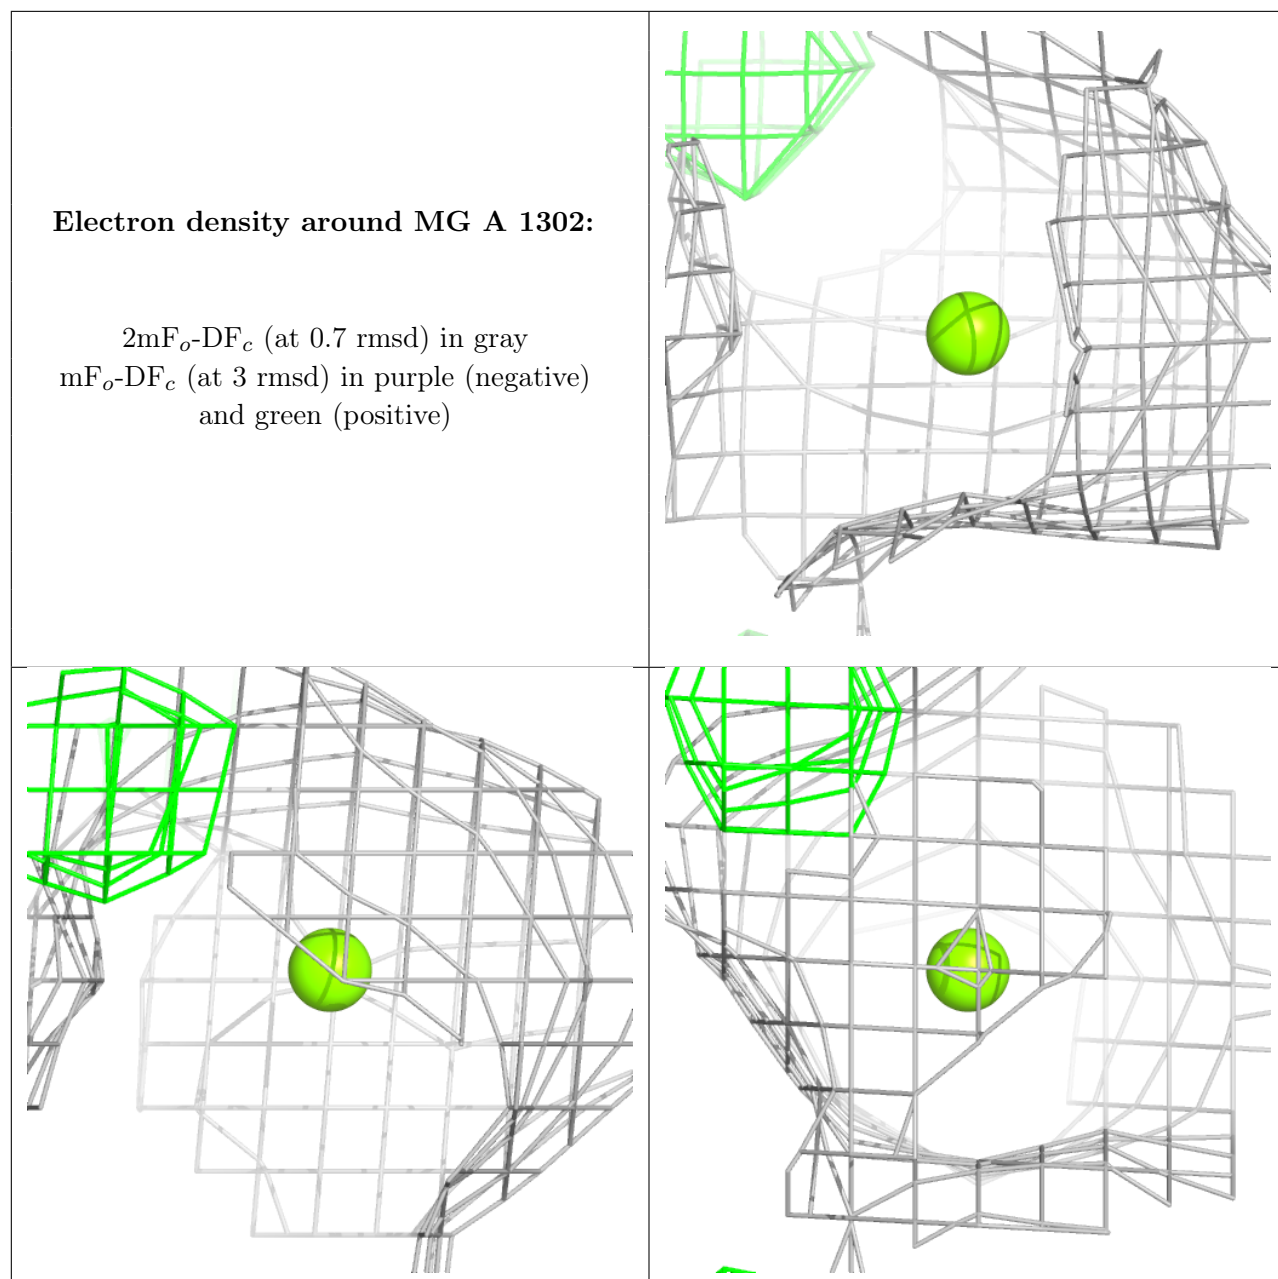 Electron density around MG A 1302:
2mFo-DFc (at 0.7 rmsd) in gray
mFo-DFc (at 3 rmsd) in purple (negative)
and green (positive)